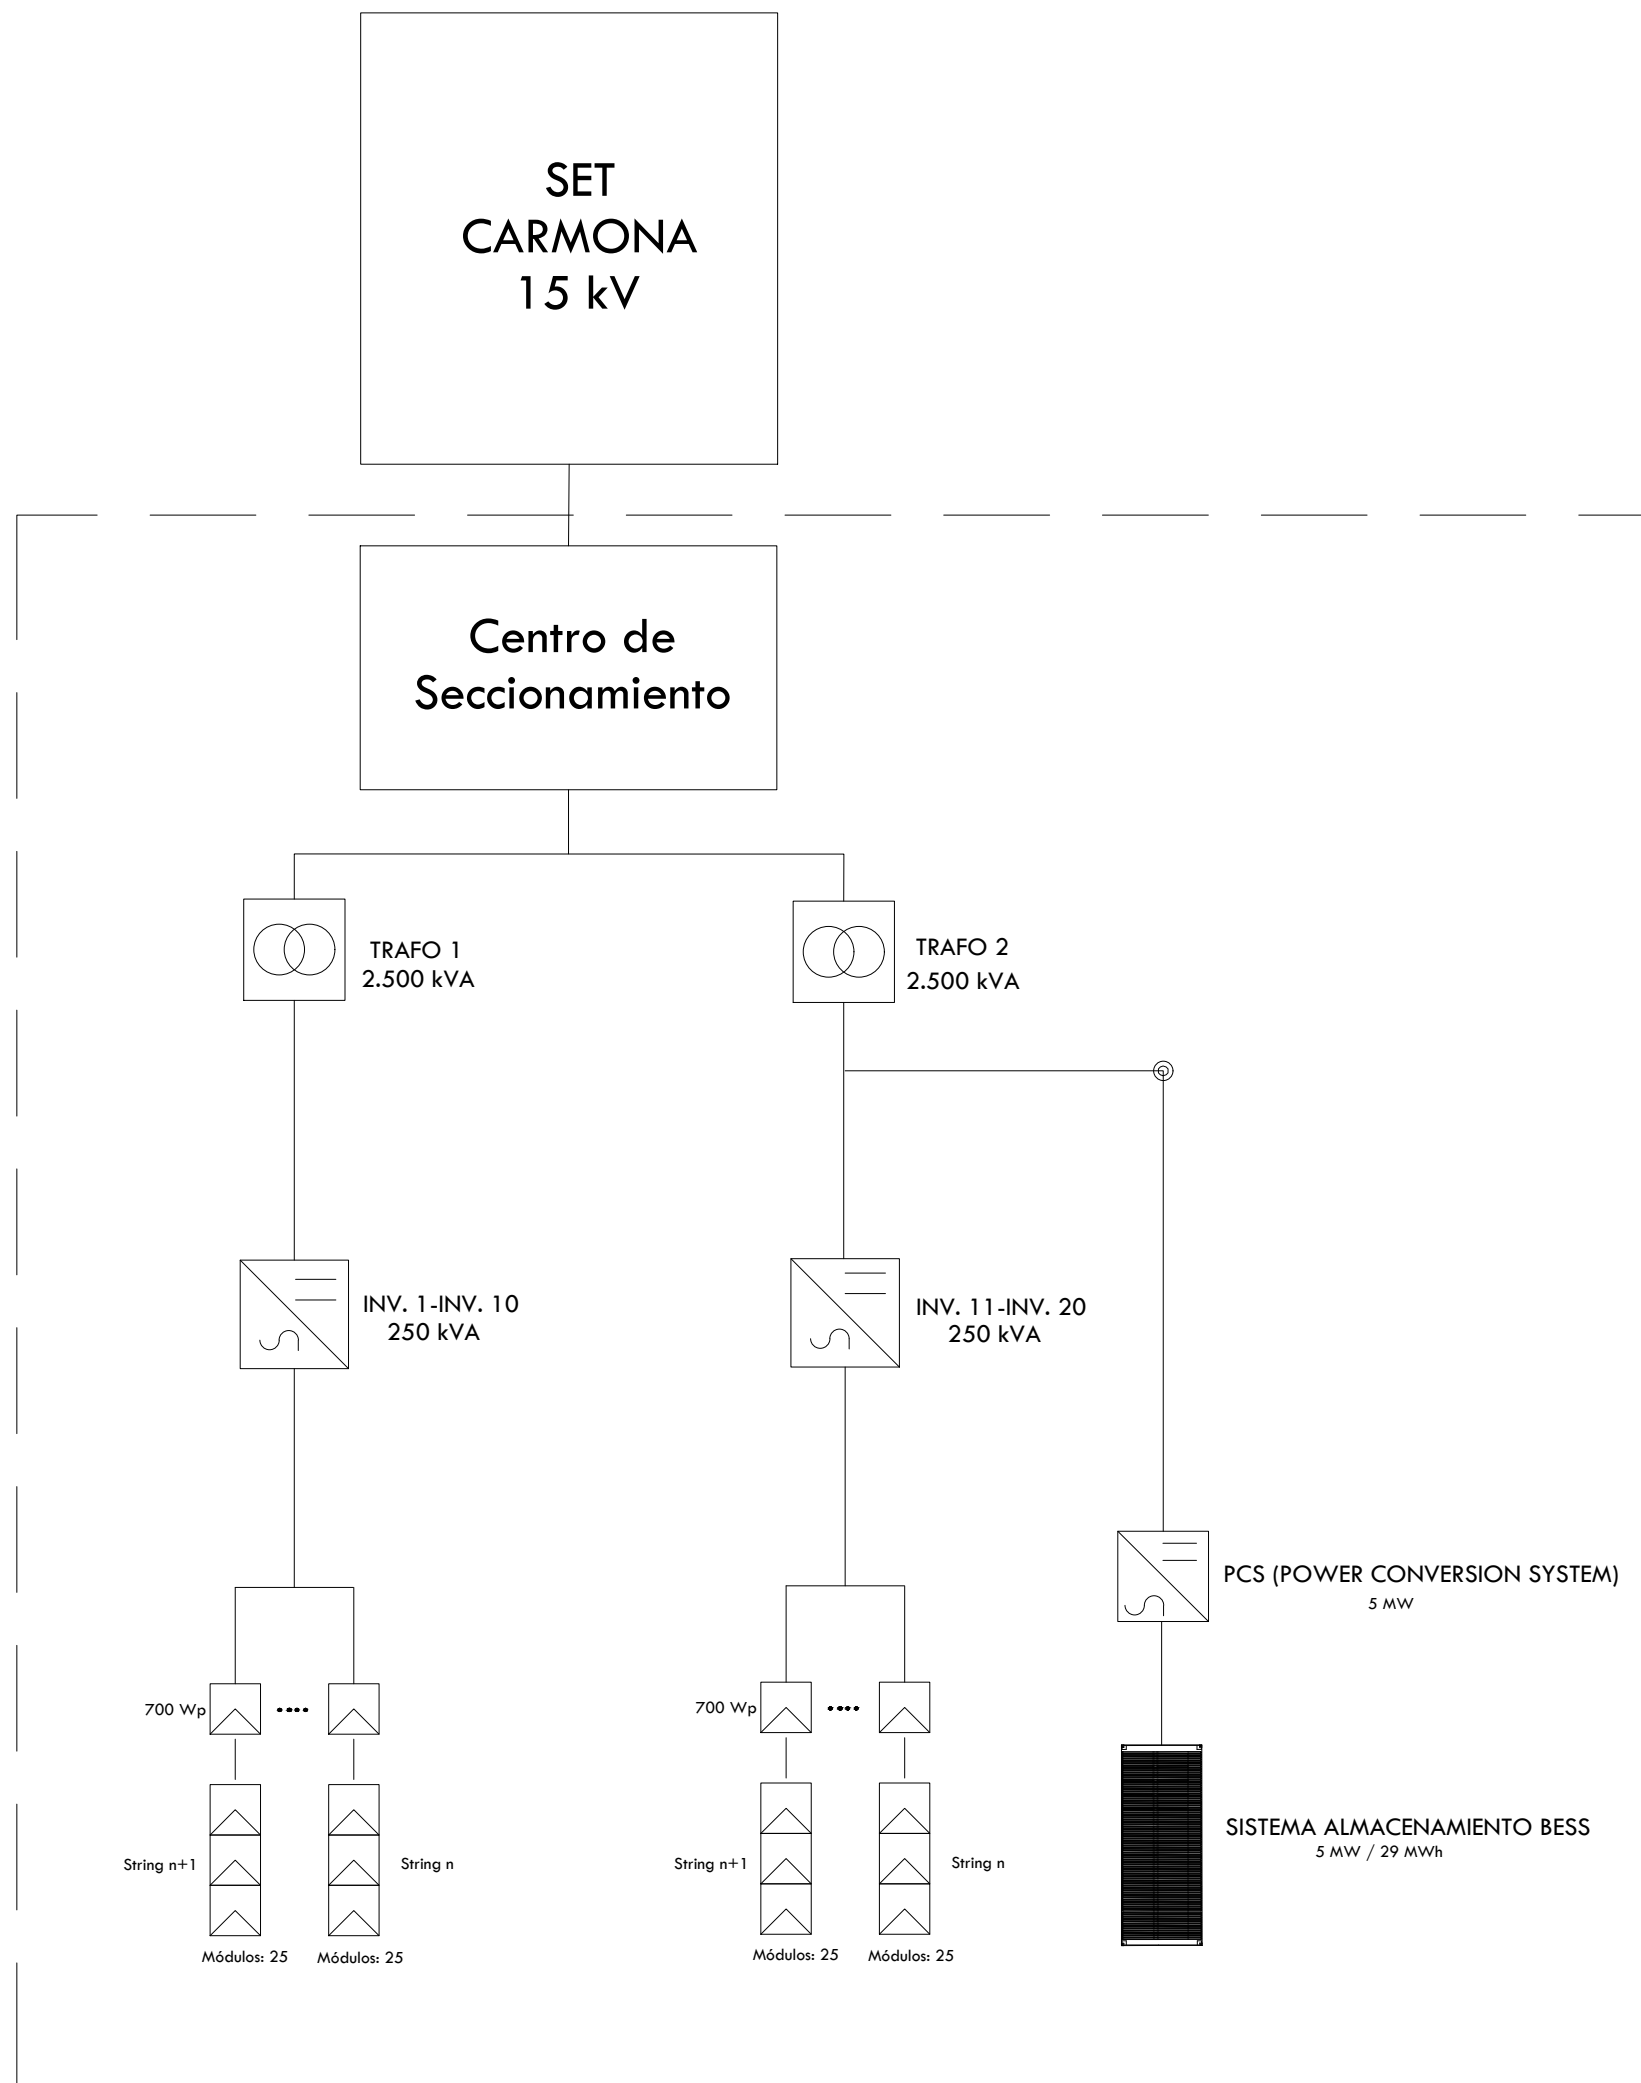 SET
CARMONA
15 kV
Centro de
Seccionamiento
TRAFO 1
2.500 kVA
TRAFO 2
2.500 kVA
INV. 1-INV. 10
250 kVA
INV. 11-INV. 20
250 kVA
PCS (POWER CONVERSION SYSTEM)
5 MW
700 Wp
700 Wp
String n+1
String n
String n+1
String n
SISTEMA ALMACENAMIENTO BESS
5 MW / 29 MWh
Módulos: 25
Módulos: 25
Módulos: 25
Módulos: 25